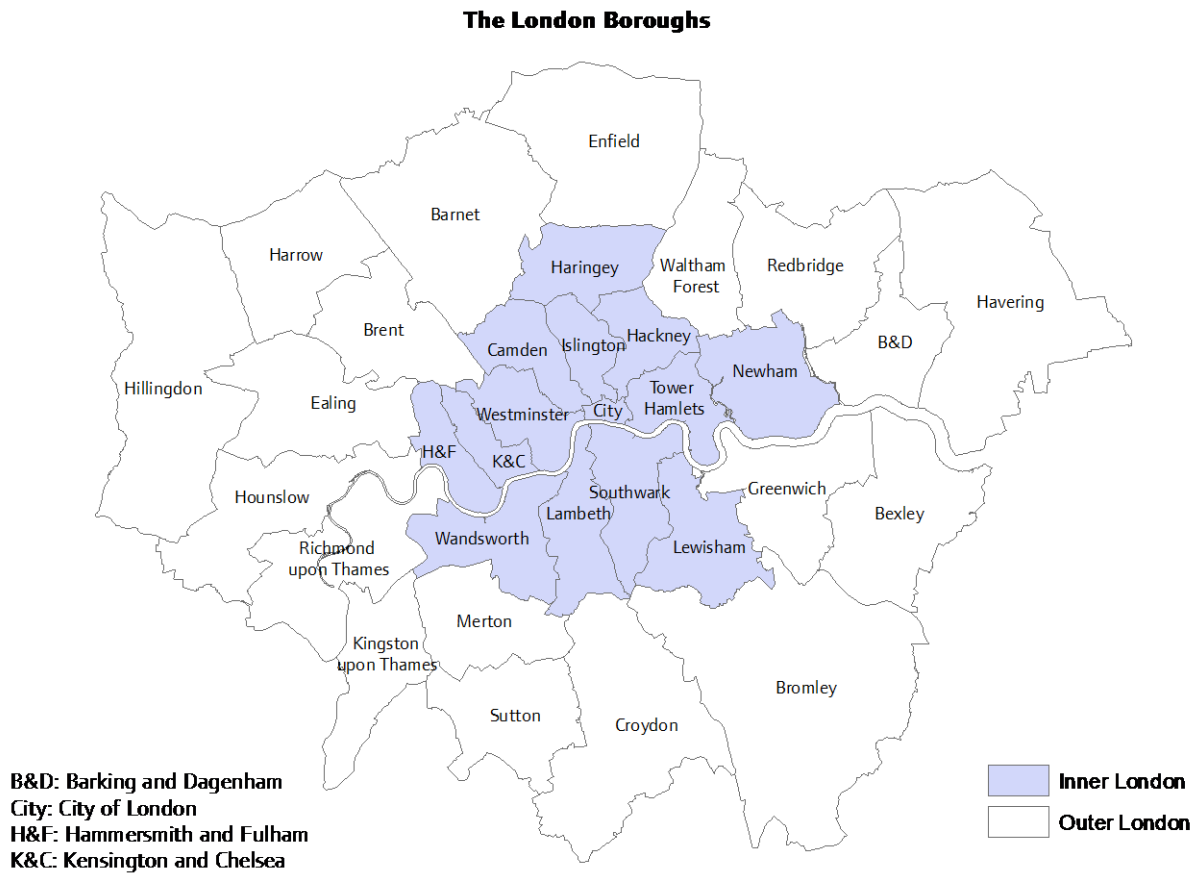 The London Boroughs
Enfield
Barnet
Harrow
Haringey
Waltham
Forest
Redbridge
Havering
Brent
Hackney
Islington
Camden
B&D
Newham
Hillingdon
Ealing
Tower
Hamlets
Westminster
City
H&F
K&C
Hounslow
Southwark
Greenwich
Lambeth
Bexley
Wandsworth
Lewisham
Richmond
upon Thames
Merton
Kingston
upon Thames
Bromley
Sutton
Croydon
B&D: Barking and Dagenham
City: City of London
H&F: Hammersmith and Fulham
K&C: Kensington and Chelsea
Inner London
Outer London